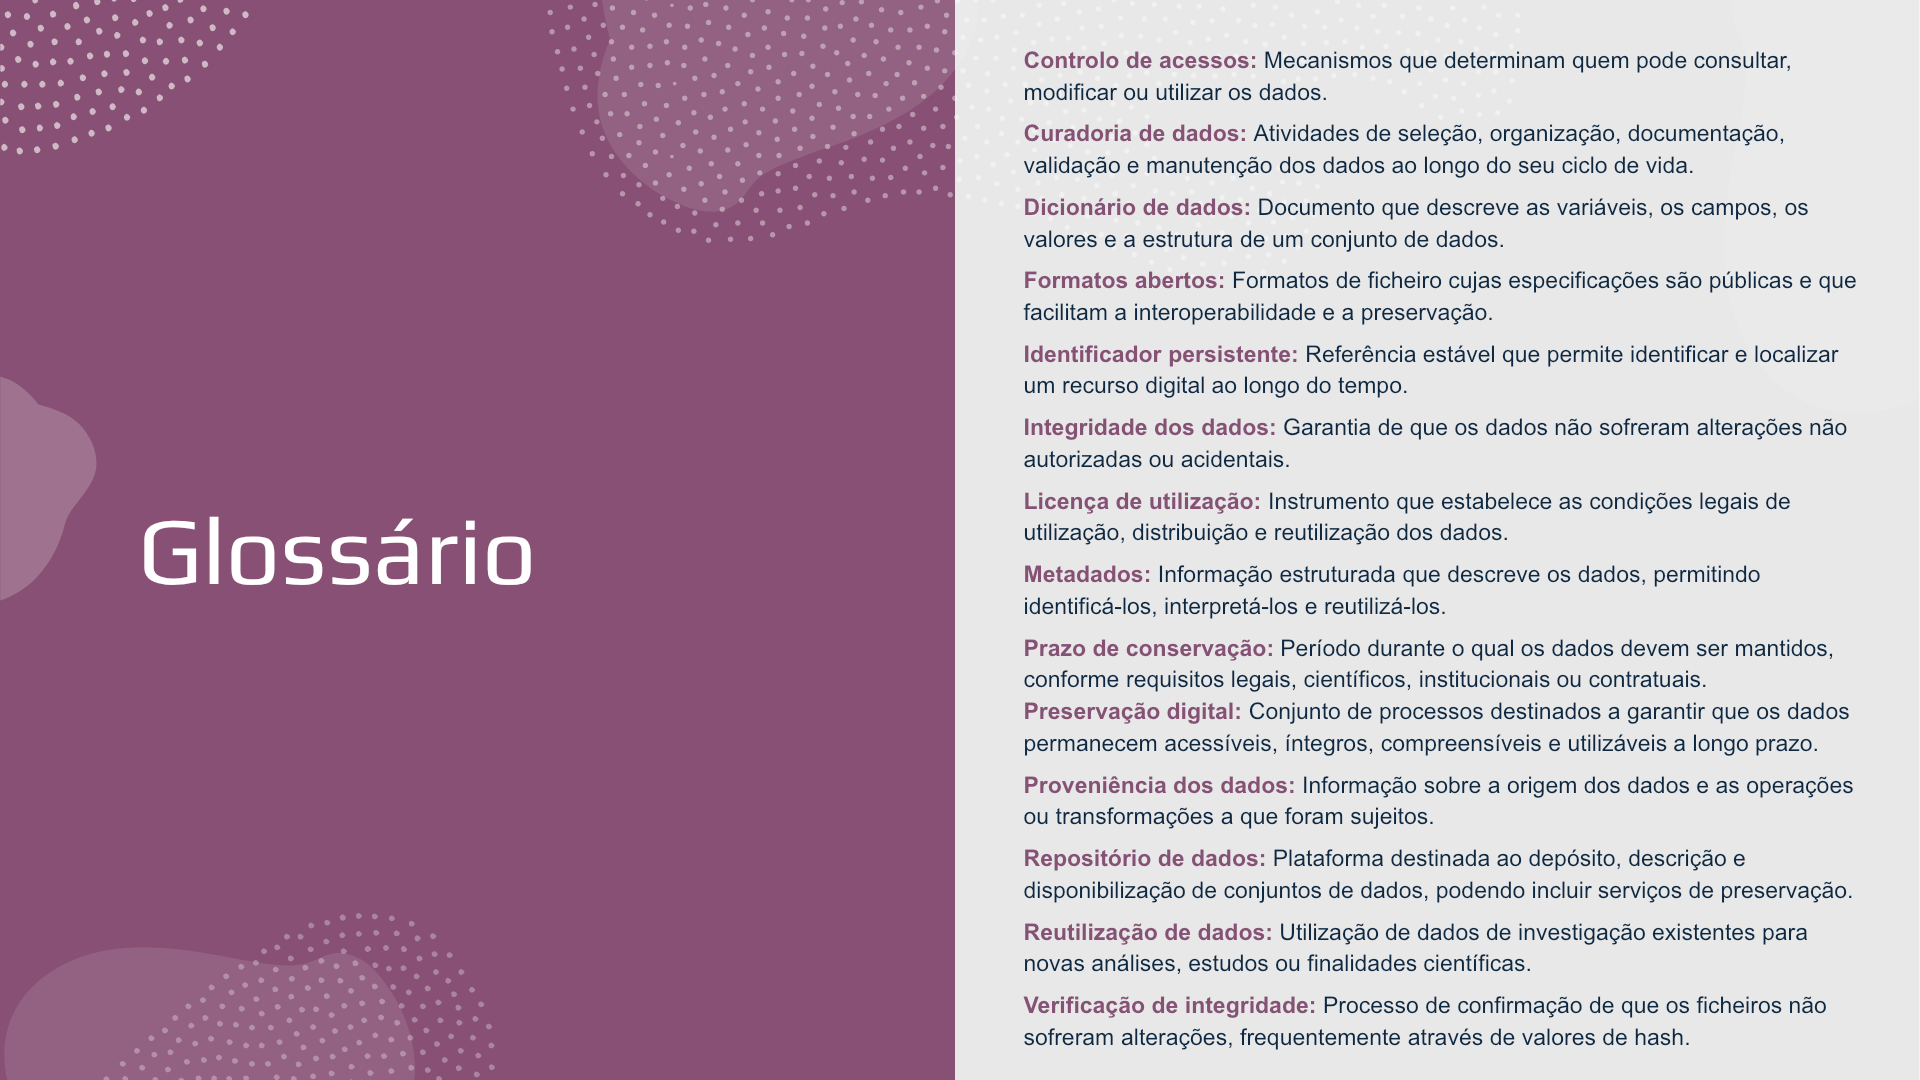 Glossário
Controlo de acessos: Mecanismos que determinam quem pode consultar,
modificar ou utilizar os dados.
Curadoria de dados: Atividades de seleção, organização, documentação,
validação e manutenção dos dados ao longo do seu ciclo de vida.
Dicionário de dados: Documento que descreve as variáveis, os campos, os
valores e a estrutura de um conjunto de dados.
Formatos abertos: Formatos de ficheiro cujas especificações são públicas e que
facilitam a interoperabilidade e a preservação.
Identificador persistente: Referência estável que permite identificar e localizar
um recurso digital ao longo do tempo.
Integridade dos dados: Garantia de que os dados não sofreram alterações não
autorizadas ou acidentais.
Licença de utilização: Instrumento que estabelece as condições legais de
utilização, distribuição e reutilização dos dados.
Metadados: Informação estruturada que descreve os dados, permitindo
identificá-los, interpretá-los e reutilizá-los.
Prazo de conservação: Período durante o qual os dados devem ser mantidos,
conforme requisitos legais, científicos, institucionais ou contratuais.
Preservação digital: Conjunto de processos destinados a garantir que os dados
permanecem acessíveis, íntegros, compreensíveis e utilizáveis a longo prazo.
Proveniência dos dados: Informação sobre a origem dos dados e as operações
ou transformações a que foram sujeitos.
Repositório de dados: Plataforma destinada ao depósito, descrição e
disponibilização de conjuntos de dados, podendo incluir serviços de preservação.
Reutilização de dados: Utilização de dados de investigação existentes para
novas análises, estudos ou finalidades científicas.
Verificação de integridade: Processo de confirmação de que os ficheiros não
sofreram alterações, frequentemente através de valores de hash.